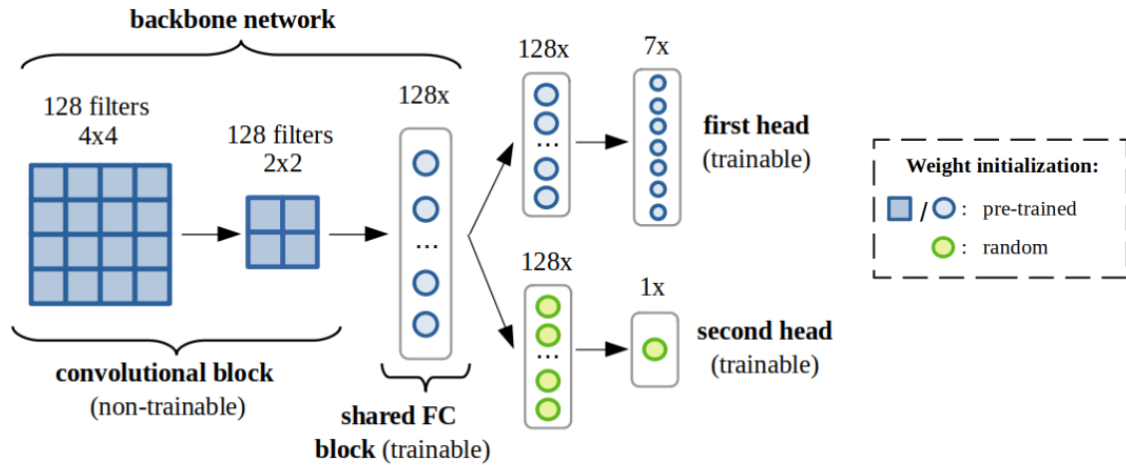 backbone network
128 filters
4x4
128 filters
2x2
128x
convolutional block
(non-trainable)
...
shared FC
block (trainable)
128x
...
7x
first head
(trainable)
128x
...
1x
second head
(trainable)
Weight initialization:
/ : pre-trained
: random